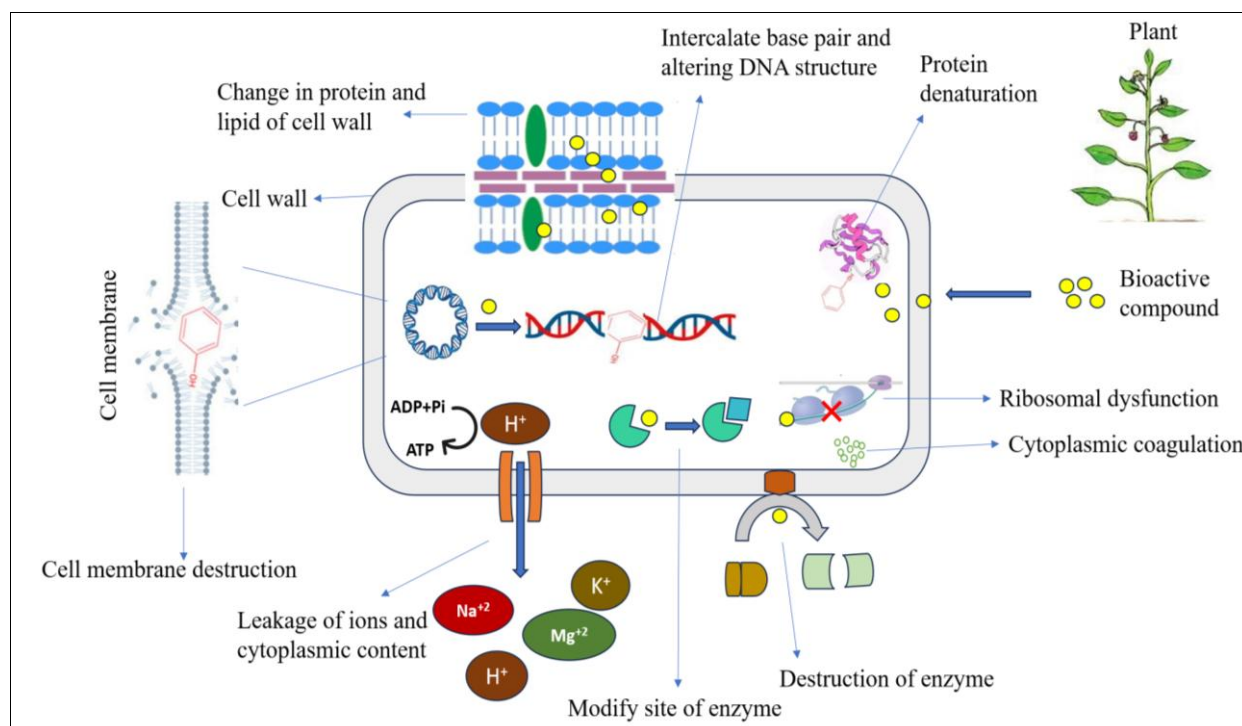 Intercalate base pair and
altering DNA structure
Plant
Protein
denaturation
Change in protein and
lipid of cell wall
Cell wall
Bioactive
compound
Cell membrane
HO
OH
ADP+Pi
ATP
H+
Ribosomal dysfunction
Cytoplasmic coagulation
Cell membrane destruction
Leakage of ions and
cytoplasmic content
Na+2
K+
Mg+2
H+
Modify site of enzyme
Destruction of enzyme